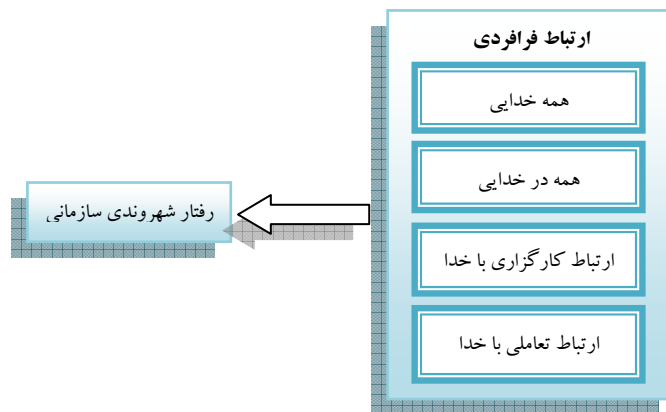 ارتباط فرافردی
همه خدایی
همه در خدایی
ارتباط کارگزاری با خدا
ارتباط تعاملی با خدا
رفتار شهروندی سازمانی